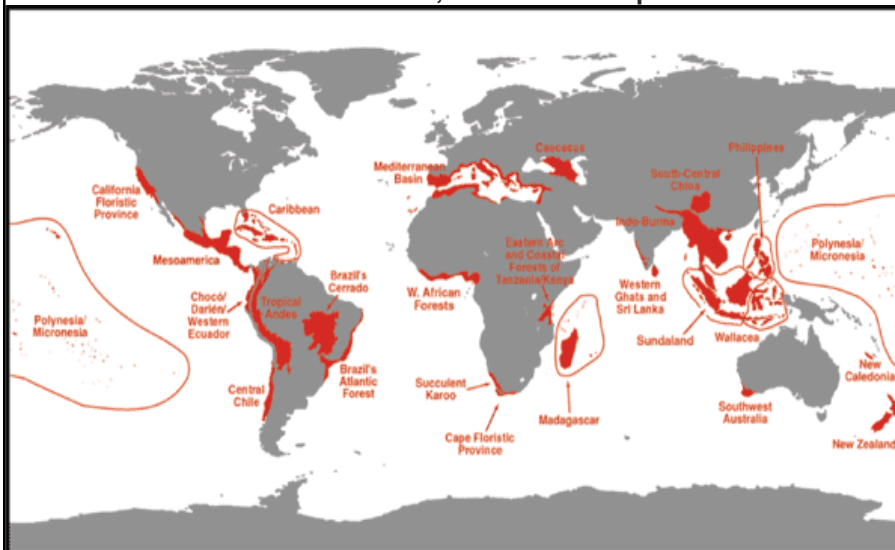 California
Floristic
Province
Caribbean
Mesoamerica
Polynesia/
Micronesia
Chocó/
Darién/
Western
Ecuador
Tropical
Andes
Brazil's
Cerrado
Central
Chile
Brazil's
Atlantic
Forest
Mediterranean
Basin
Caucasus
W. African
Forests
Eastern Arc
and Coastal
Forests of
Tanzania/Kenya
Succulent
Karoo
Cape Floristic
Province
Madagascar
Philippines
South-Central
China
Indo-Burma
Western
Ghats and
Sri Lanka
Sundaland
Wallacea
Polynesia/
Micronesia
New
Caledonia
Southwest
Australia
New Zealand